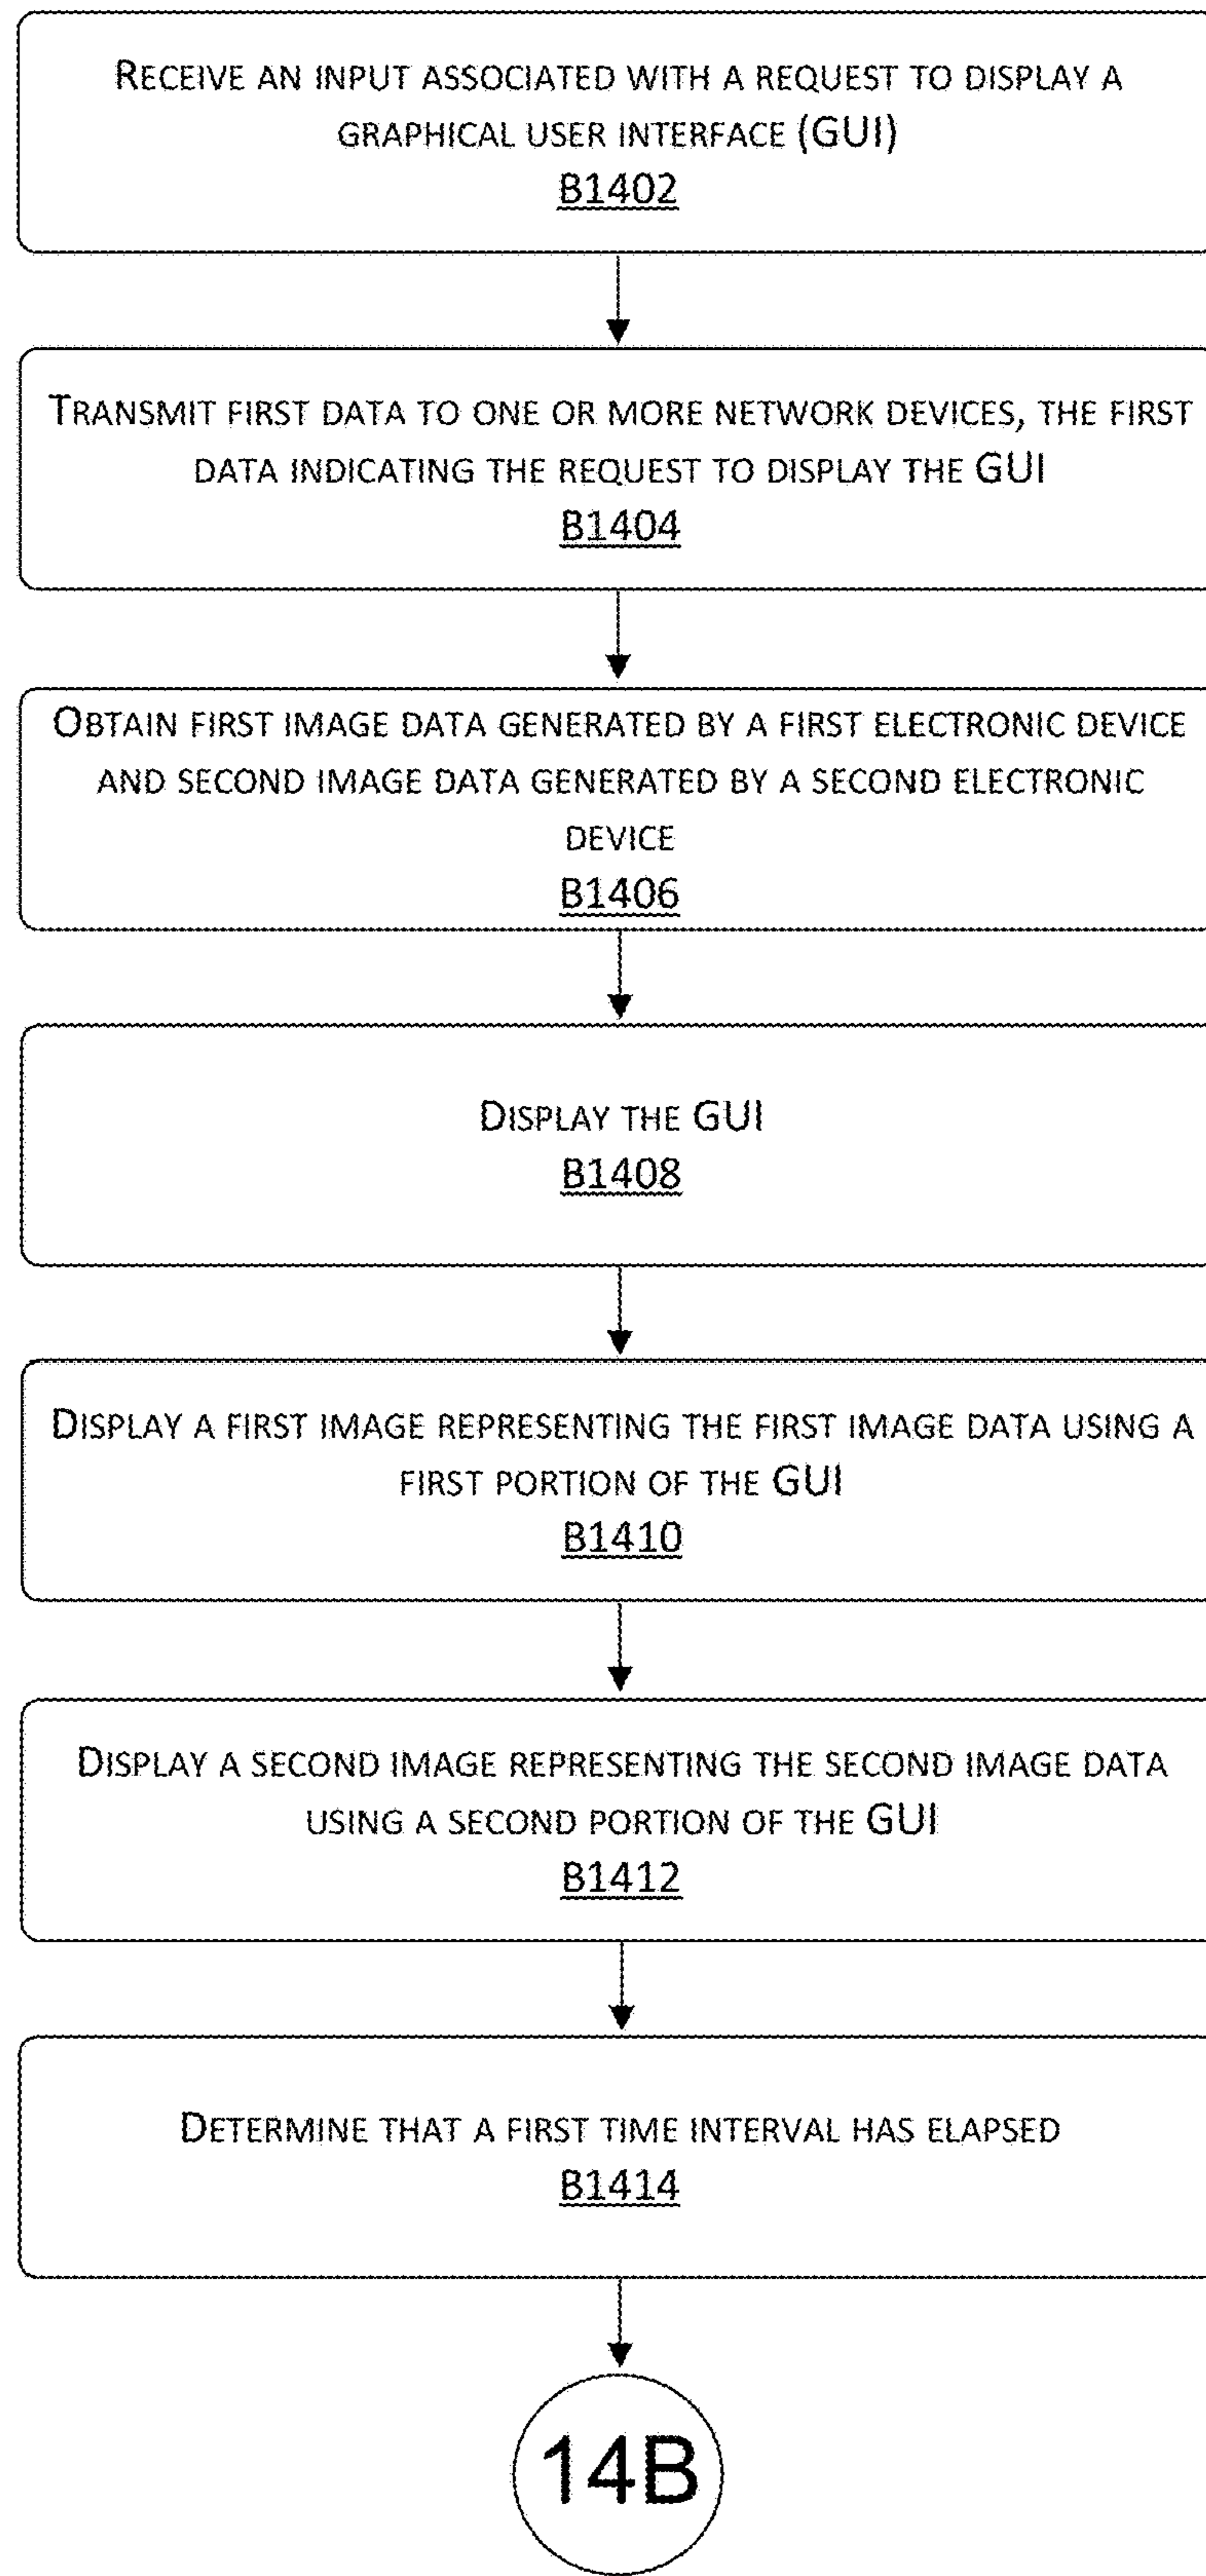 RECEIVE AN INPUT ASSOCIATED WITH A REQUEST TO DISPLAY A
GRAPHICAL USER INTERFACE (GUI)
B1402
TRANSMIT FIRST DATA TO ONE OR MORE NETWORK DEVICES, THE FIRST
DATA INDICATING THE REQUEST TO DISPLAY THE GUI
B1404
OBTAIN FIRST IMAGE DATA GENERATED BY A FIRST ELECTRONIC DEVICE
AND SECOND IMAGE DATA GENERATED BY A SECOND ELECTRONIC
DEVICE
B1406
DISPLAY THE GUI
B1408
DISPLAY A FIRST IMAGE REPRESENTING THE FIRST IMAGE DATA USING A
FIRST PORTION OF THE GUI
B1410
DISPLAY A SECOND IMAGE REPRESENTING THE SECOND IMAGE DATA
USING A SECOND PORTION OF THE GUI
B1412
DETERMINE THAT A FIRST TIME INTERVAL HAS ELAPSED
B1414
14B